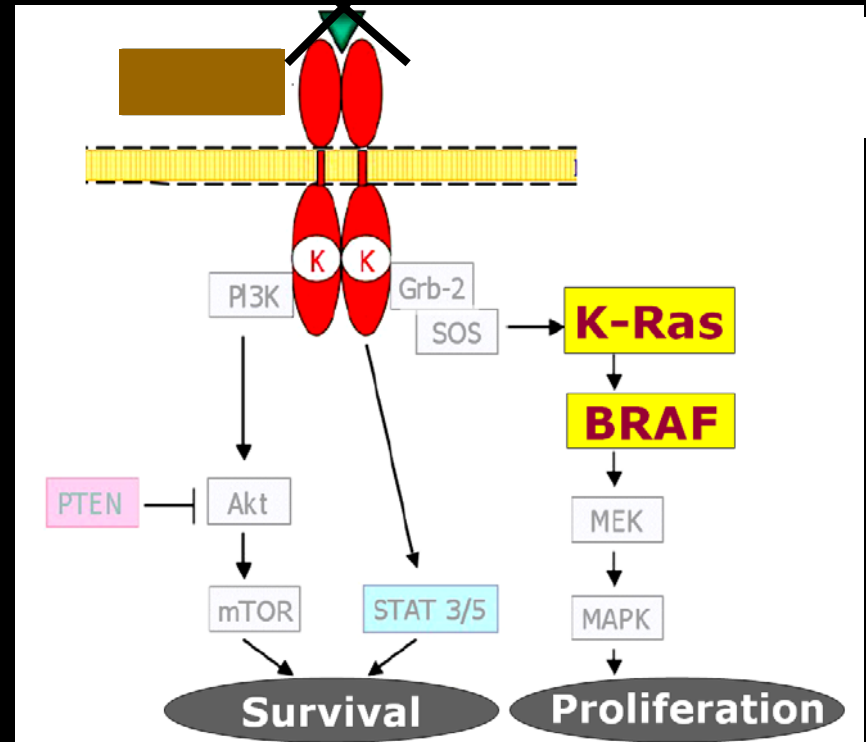 K K
PI3K
Grb-2
SOS
K-Ras
BRAF
PTEN
Akt
MEK
mTOR
STAT 3/5
MAPK
Survival
Proliferation